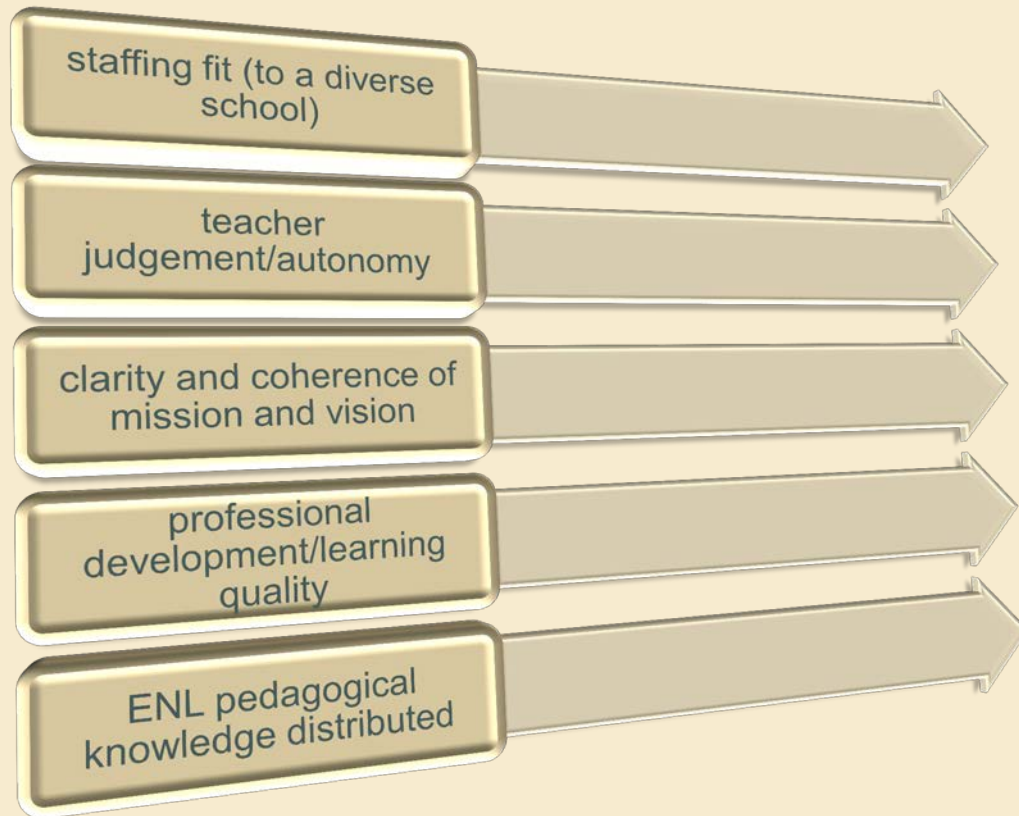 staffing fit (to a diverse
school)
teacher
judgement/autonomy
clarity and coherence of
mission and vision
professional
development/learning
quality
ENL pedagogical
knowledge distributed